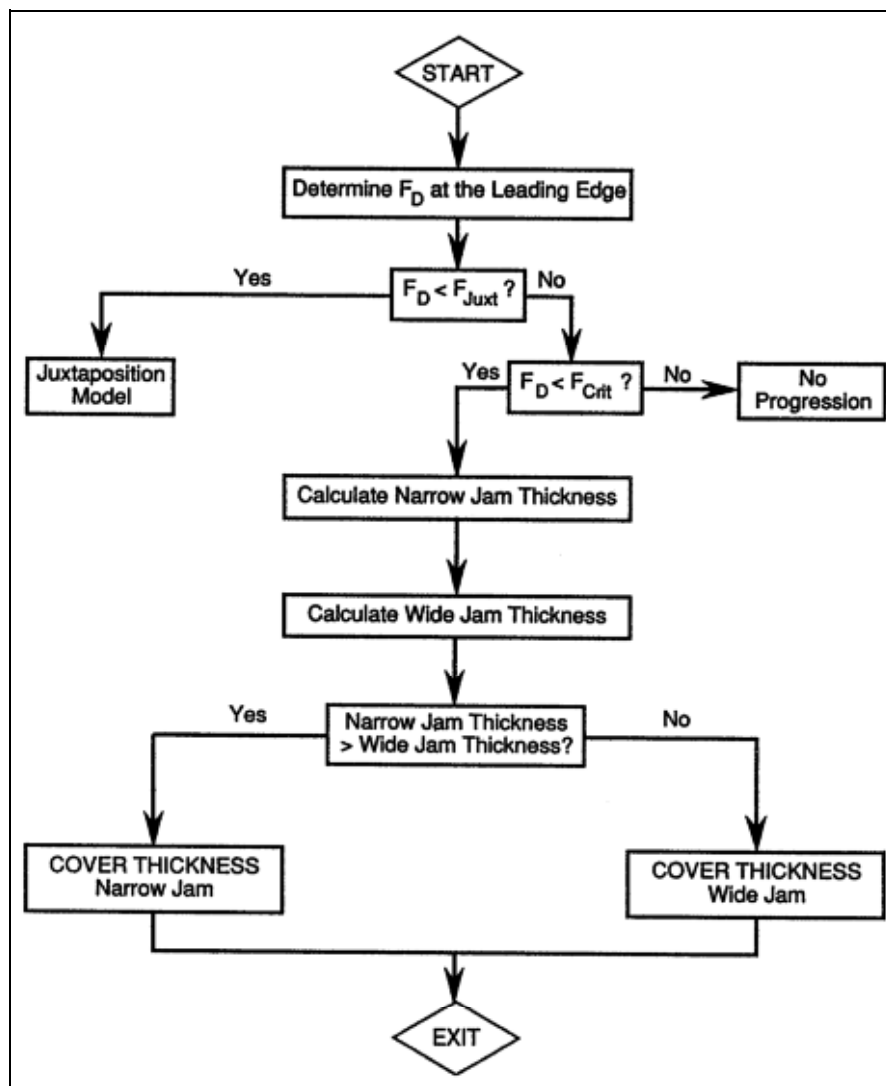 START
Determine F_D at the Leading Edge
Yes
F_D < F_Juxt ?
No
Juxtaposition
Model
Yes
F_D < F_Crit ?
No
No
Progression
Calculate Narrow Jam Thickness
Calculate Wide Jam Thickness
Yes
Narrow Jam Thickness
> Wide Jam Thickness?
No
COVER THICKNESS
Narrow Jam
COVER THICKNESS
Wide Jam
EXIT